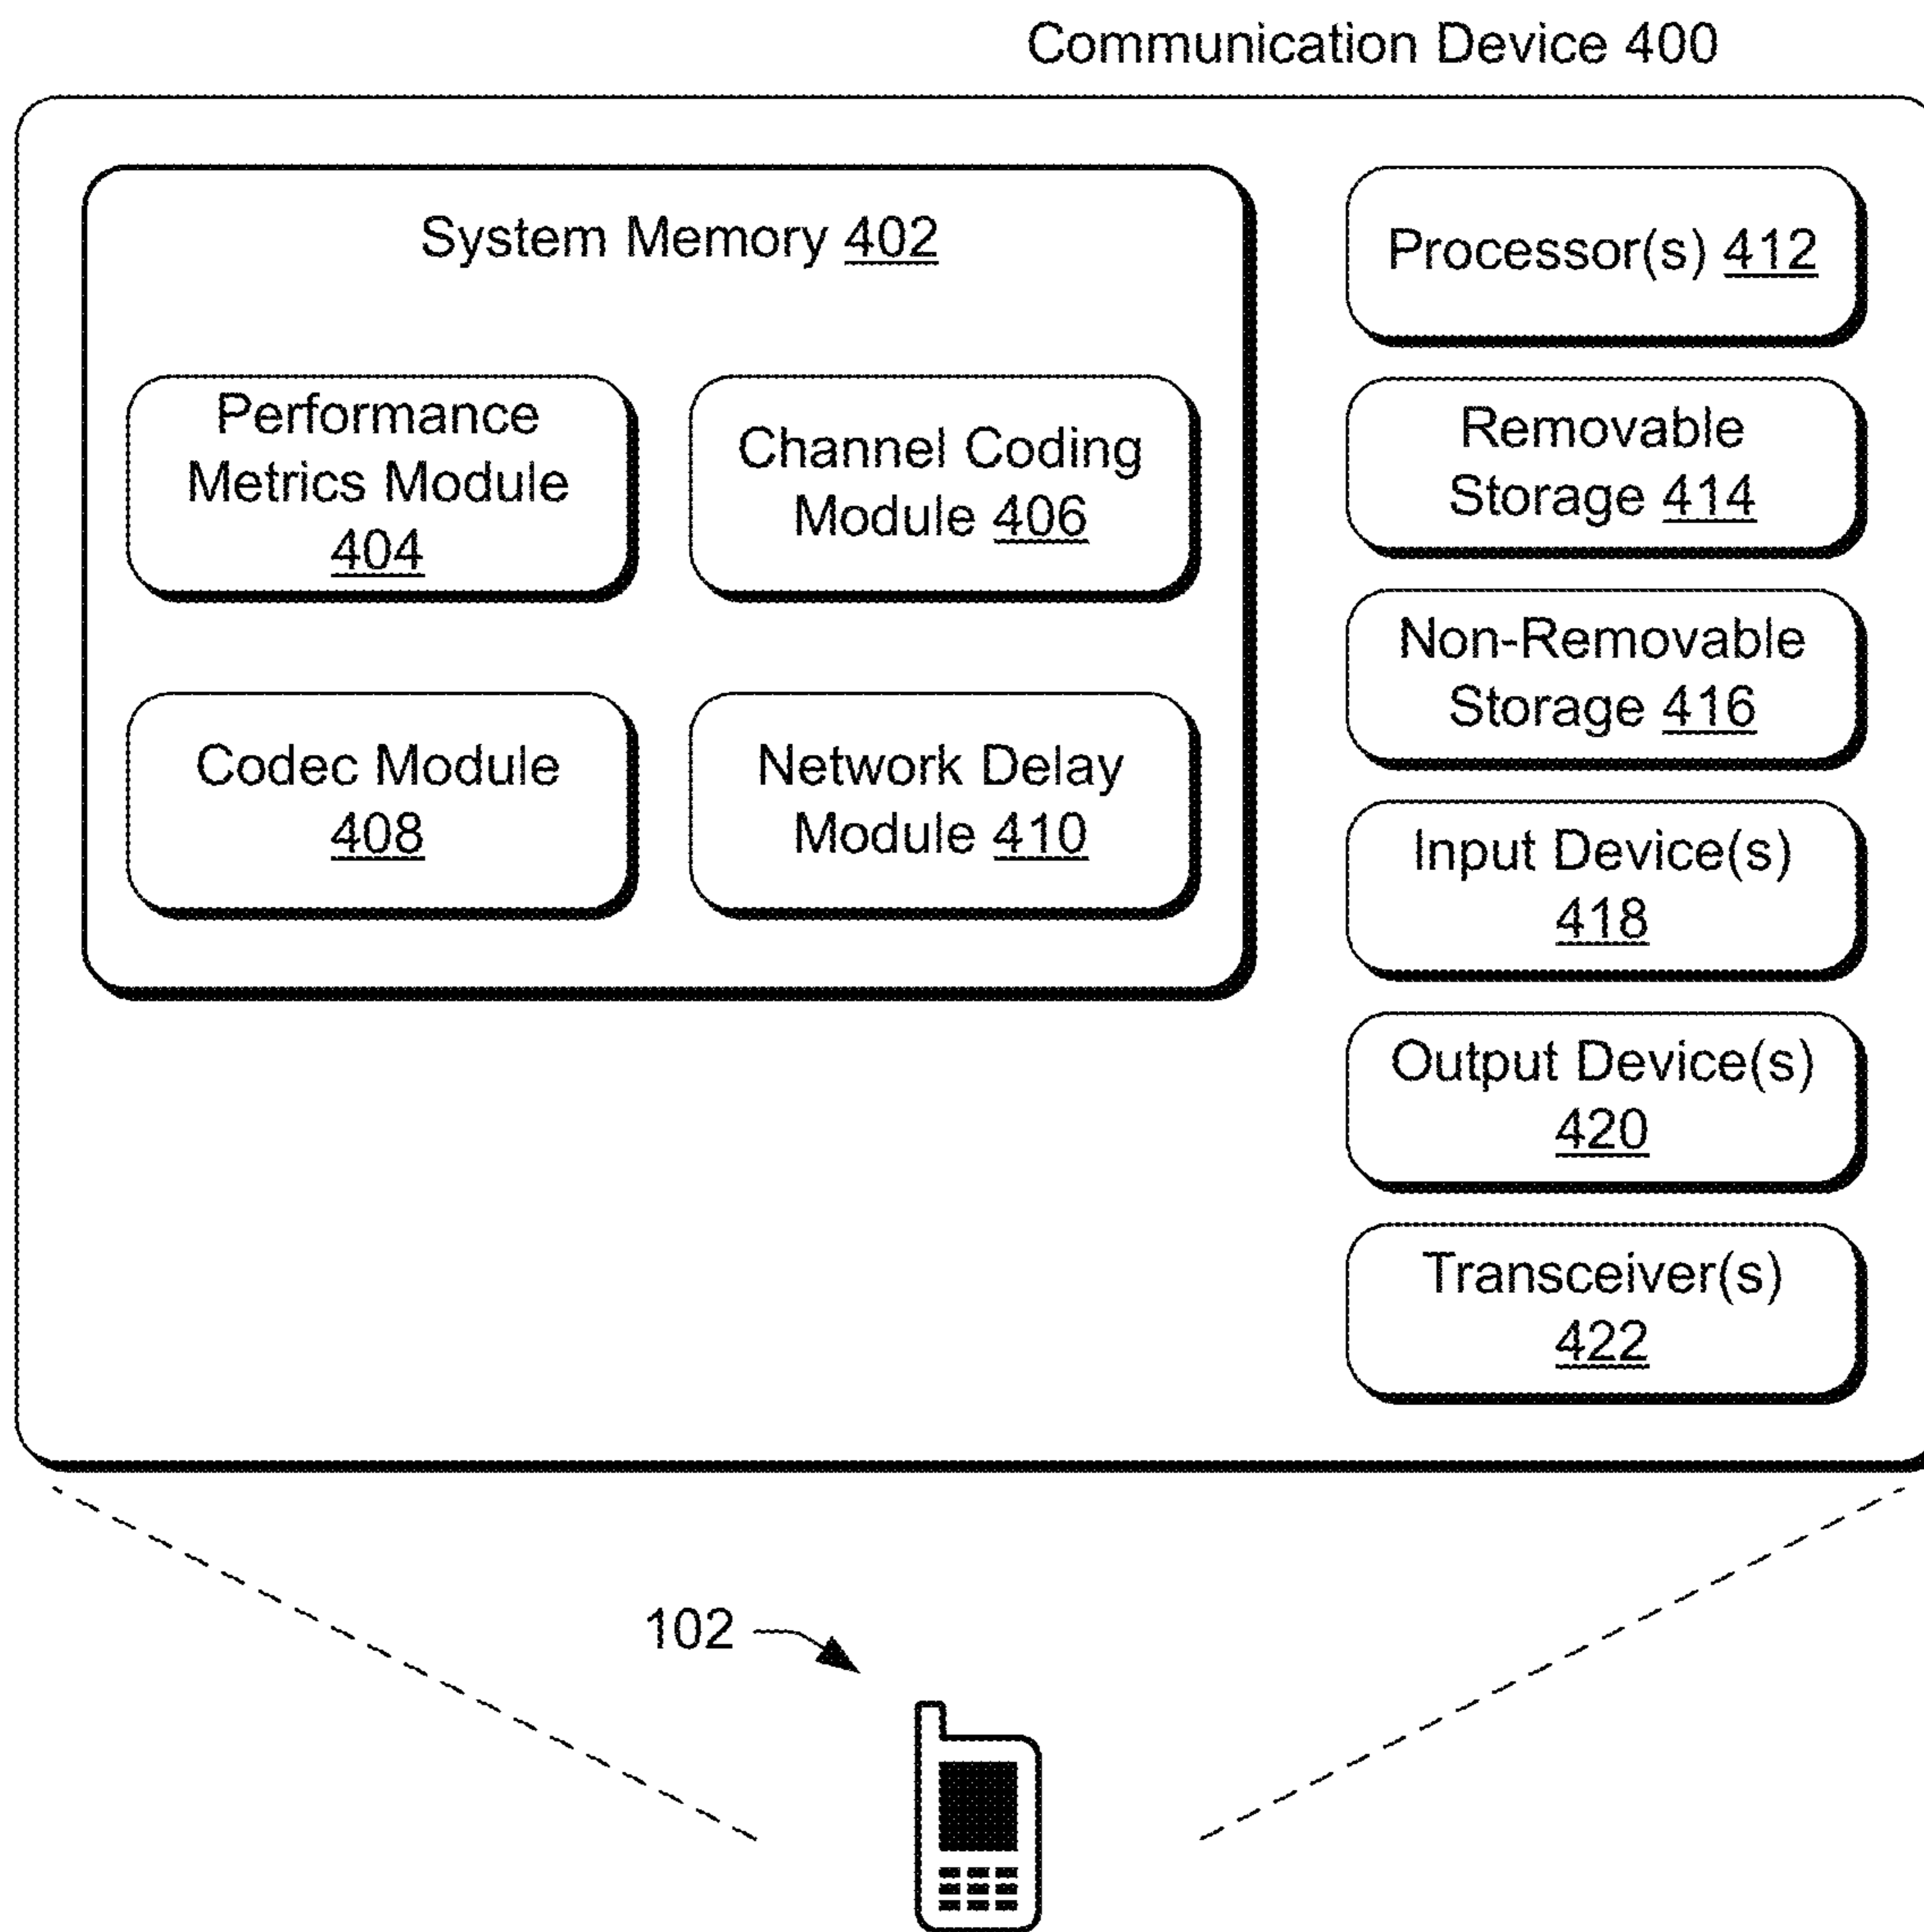 Communication Device 400
System Memory 402
Performance
Metrics Module
404
Channel Coding
Module 406
Codec Module
408
Network Delay
Module 410
Processor(s) 412
Removable
Storage 414
Non-Removable
Storage 416
Input Device(s)
418
Output Device(s)
420
Transceiver(s)
422
102